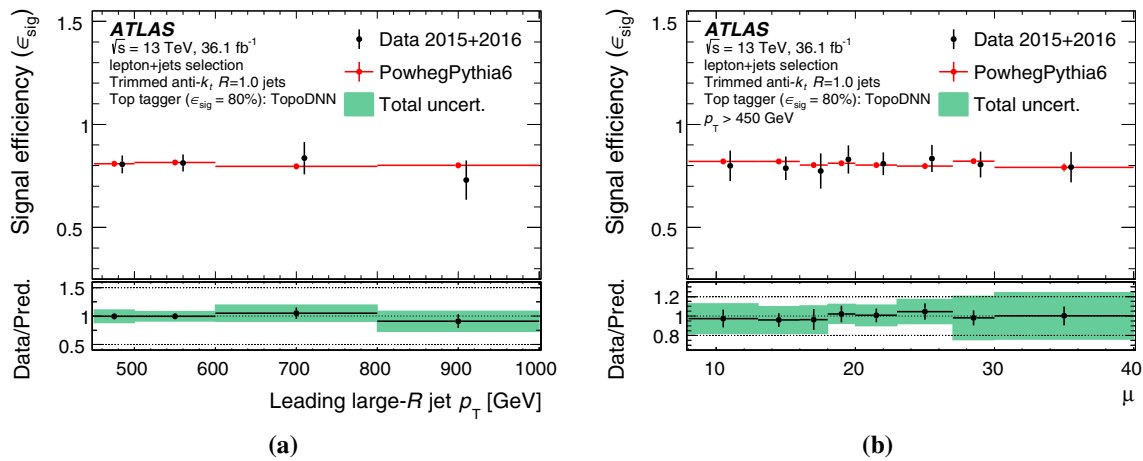 Signal efficiency (ϵsig)
ATLAS
√s = 13 TeV, 36.1 fb-1
lepton+jets selection
Trimmed anti-kt R=1.0 jets
Top tagger (ϵsig = 80%): TopoDNN
Data 2015+2016
PowhegPythia6
Total uncert.
1.5
1
0.5
Data/Pred.
1.5
1.0
0.5
500 600 700 800 900 1000
Leading large-R jet pT [GeV]
(a)
Signal efficiency (ϵsig)
ATLAS
√s = 13 TeV, 36.1 fb-1
lepton+jets selection
Trimmed anti-kt R=1.0 jets
Top tagger (ϵsig = 80%): TopoDNN
pT > 450 GeV
Data 2015+2016
PowhegPythia6
Total uncert.
1.5
1
0.5
Data/Pred.
1.2
1
0.8
10 20 30 40
μ
(b)